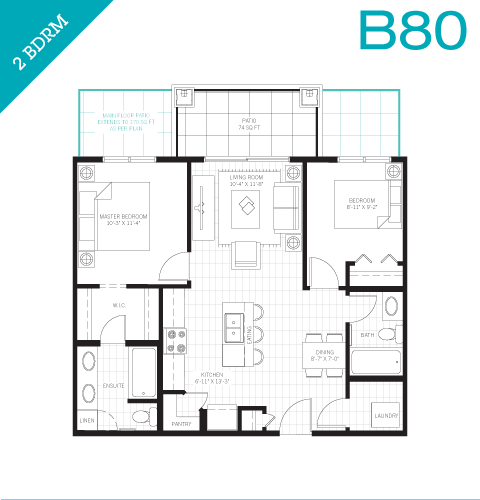 2 BDRM
B80
MAIN FLOOR PATIO
EXTENDS TO 170 SQ FT
AS PER PLAN
PATIO
74 SQ FT
LIVING ROOM
10'-4" X 11'-8"
BEDROOM
8'-11" X 9'-2"
MASTER BEDROOM
10'-3" X 11'-4"
W.I.C.
BATH
EATING
DINING
8'-7" X 7'-0"
KITCHEN
6'-11" X 13'-3"
ENSUITE
LINEN
PANTRY
LAUNDRY